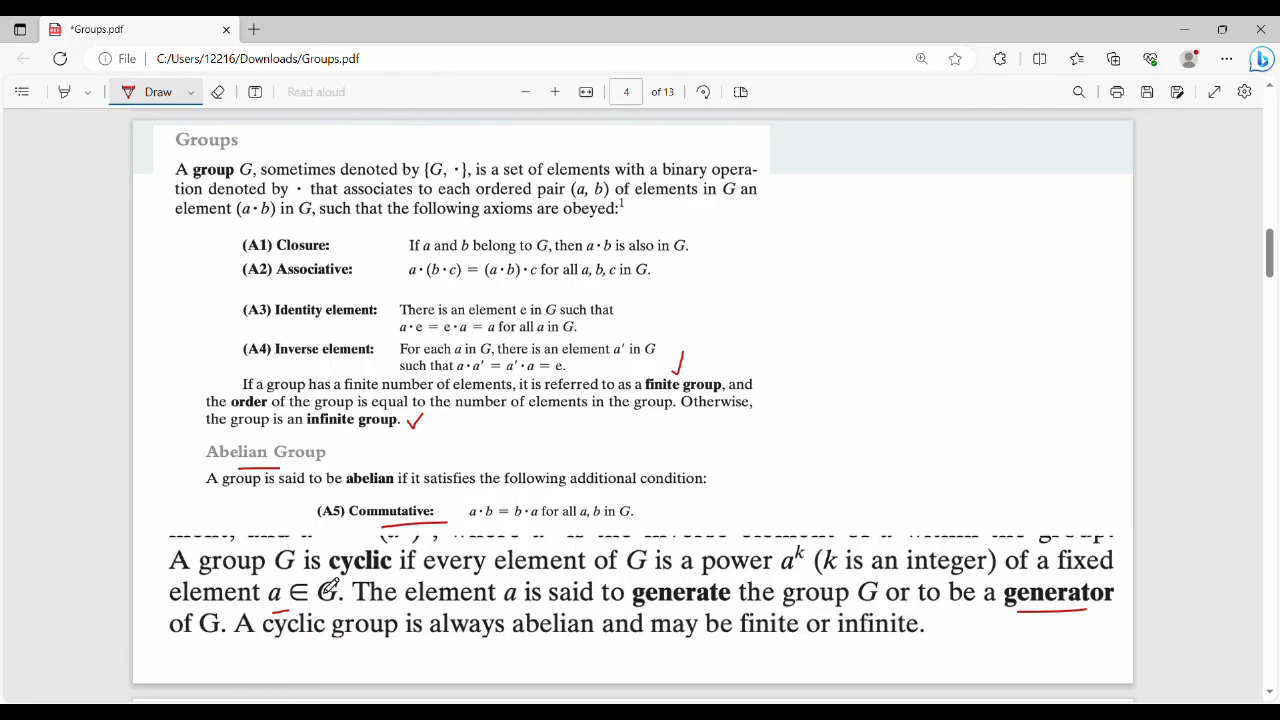 *Groups.pdf
File C:/Users/12216/Downloads/Groups.pdf
Draw Read aloud 4 of 13
Groups
A group G, sometimes denoted by {G, ·}, is a set of elements with a binary opera-
tion denoted by · that associates to each ordered pair (a, b) of elements in G an
element (a · b) in G, such that the following axioms are obeyed:¹
(A1) Closure: If a and b belong to G, then a · b is also in G.
(A2) Associative: a · (b · c) = (a · b) · c for all a, b, c in G.
(A3) Identity element: There is an element e in G such that
a · e = e · a = a for all a in G.
(A4) Inverse element: For each a in G, there is an element a′ in G
such that a · a′ = a′ · a = e.
If a group has a finite number of elements, it is referred to as a finite group, and
the order of the group is equal to the number of elements in the group. Otherwise,
the group is an infinite group.
Abelian Group
A group is said to be abelian if it satisfies the following additional condition:
(A5) Commutative: a · b = b · a for all a, b in G.
A group G is cyclic if every element of G is a power aᵏ (k is an integer) of a fixed
element a ∈ G. The element a is said to generate the group G or to be a generator
of G. A cyclic group is always abelian and may be finite or infinite.